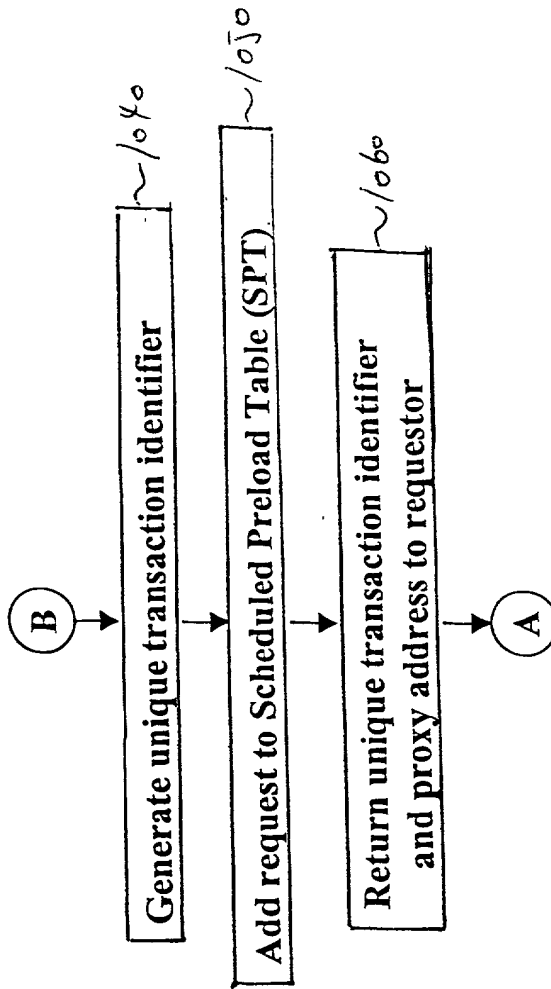 B
Generate unique transaction identifier
~1040
Add request to Scheduled Preload Table (SPT)
~1050
Return unique transaction identifier
and proxy address to requestor
~1060
A